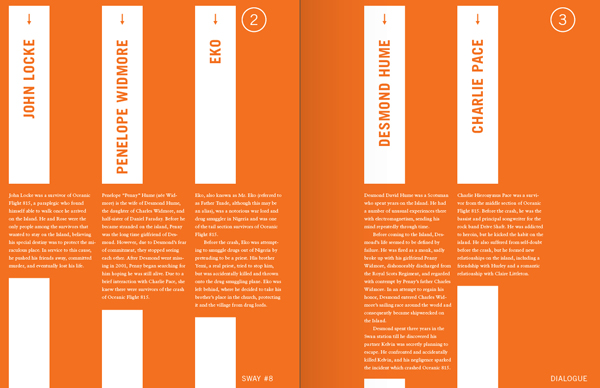 2
3
JOHN LOCKE
John Locke was a survivor of Oceanic
Flight 815, a paraplegic who found
himself able to walk once he arrived
on the Island. He and Rose were the
only people among the survivors that
wanted to stay on the Island, believing
his special destiny was to protect the mi-
raculous place. In service to this cause,
he pushed his friends away, committed
murder, and eventually lost his life.
PENELOPE WIDMORE
Penelope "Penny" Hume (née Wid-
more) is the wife of Desmond Hume,
the daughter of Charles Widmore, and
half-sister of Daniel Faraday. Before he
became stranded on the island, Penny
was the long-time girlfriend of Des-
mond. However, due to Desmond's fear
of commitment, they stopped seeing
each other. After Desmond went miss-
ing in 2001, Penny began searching for
him hoping he was still alive. Due to a
brief interaction with Charlie Pace, she
knew there were survivors of the crash
of Oceanic Flight 815.
EKO
Eko, also known as Mr. Eko (referred to
as Father Tunde, although this may be
an alias), was a notorious war lord and
drug smuggler in Nigeria and was one
of the tail section survivors of Oceanic
Flight 815.
Before the crash, Eko was attempt-
ing to smuggle drugs out of Nigeria by
pretending to be a priest. His brother
Yemi, a real priest, tried to stop him,
but was accidentally killed and thrown
onto the drug smuggling plane. Eko was
left behind, where he decided to take his
brother's place in the church, protecting
it and the village from drug lords.
SWAY #8
DESMOND HUME
Desmond David Hume was a Scotsman
who spent years on the Island. He had
a number of unusual experiences there
with electromagnetism, sending his
mind repeatedly through time.
Before coming to the Island, Des-
mond's life seemed to be defined by
failure. He was fired as a monk, sadly
broke up with his girlfriend Penny
Widmore, dishonorably discharged from
the Royal Scots Regiment, and regarded
with contempt by Penny's father Charles
Widmore. In an attempt to regain his
honor, Desmond entered Charles Wid-
more's sailing race around the world and
consequently became shipwrecked on
the Island.
Desmond spent three years in the
Swan station till he discovered his
partner Kelvin was secretly planning to
escape. He confronted and accidentally
killed Kelvin, and his negligence sparked
the incident which crashed Oceanic 815.
CHARLIE PACE
Charlie Hieronymus Pace was a survi-
vor from the middle section of Oceanic
Flight 815. Before the crash, he was the
bassist and principal songwriter for the
rock band Drive Shaft. He was addicted
to heroin, but he kicked the habit on the
island. He also suffered from self-doubt
before the crash, but he formed new
relationships on the island, including a
friendship with Hurley and a romantic
relationship with Claire Littleton.
DIALOGUE